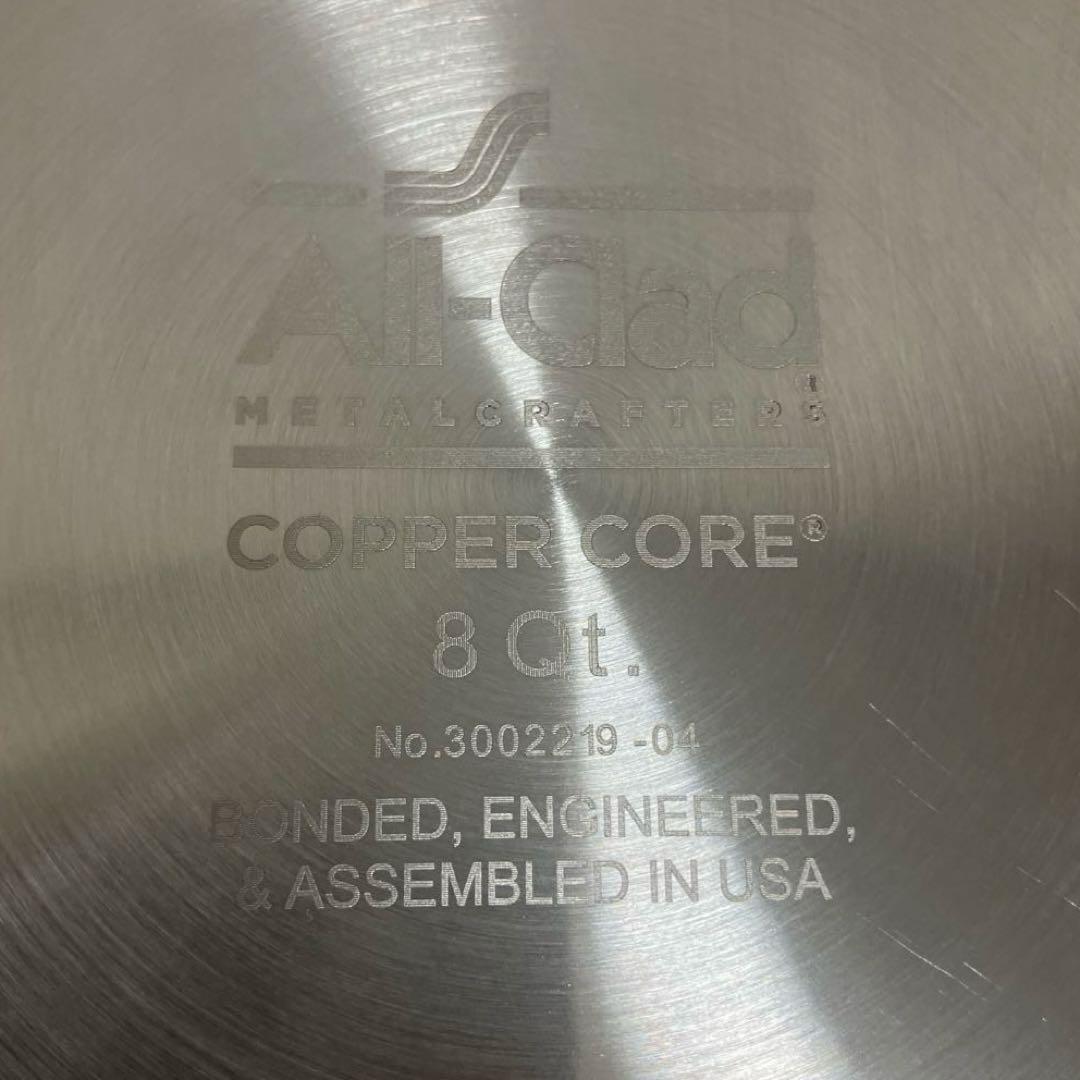 All-Clad®
METALCRAFTERS
COPPER CORE®
8 Qt.
No.3002219 -04
BONDED, ENGINEERED,
& ASSEMBLED IN USA